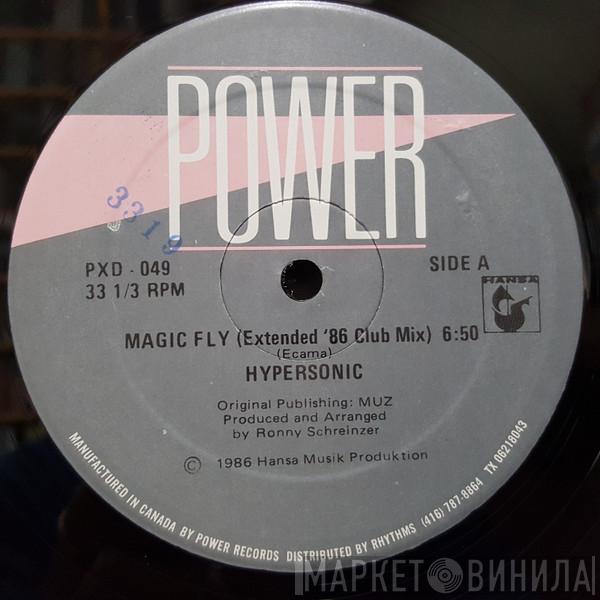 POWER
3319
PXD - 049
33 1/3 RPM
SIDE A
HANSA
MAGIC FLY (Extended '86 Club Mix) 6:50
(Ecama)
HYPERSONIC
Original Publishing: MUZ
Produced and Arranged
by Ronny Schreinzer
© 1986 Hansa Musik Produktion
MANUFACTURED IN CANADA BY POWER RECORDS DISTRIBUTED BY RHYTHMS (416) 787-8864 TX 06218043
МАРКЕТ ВИНИЛА